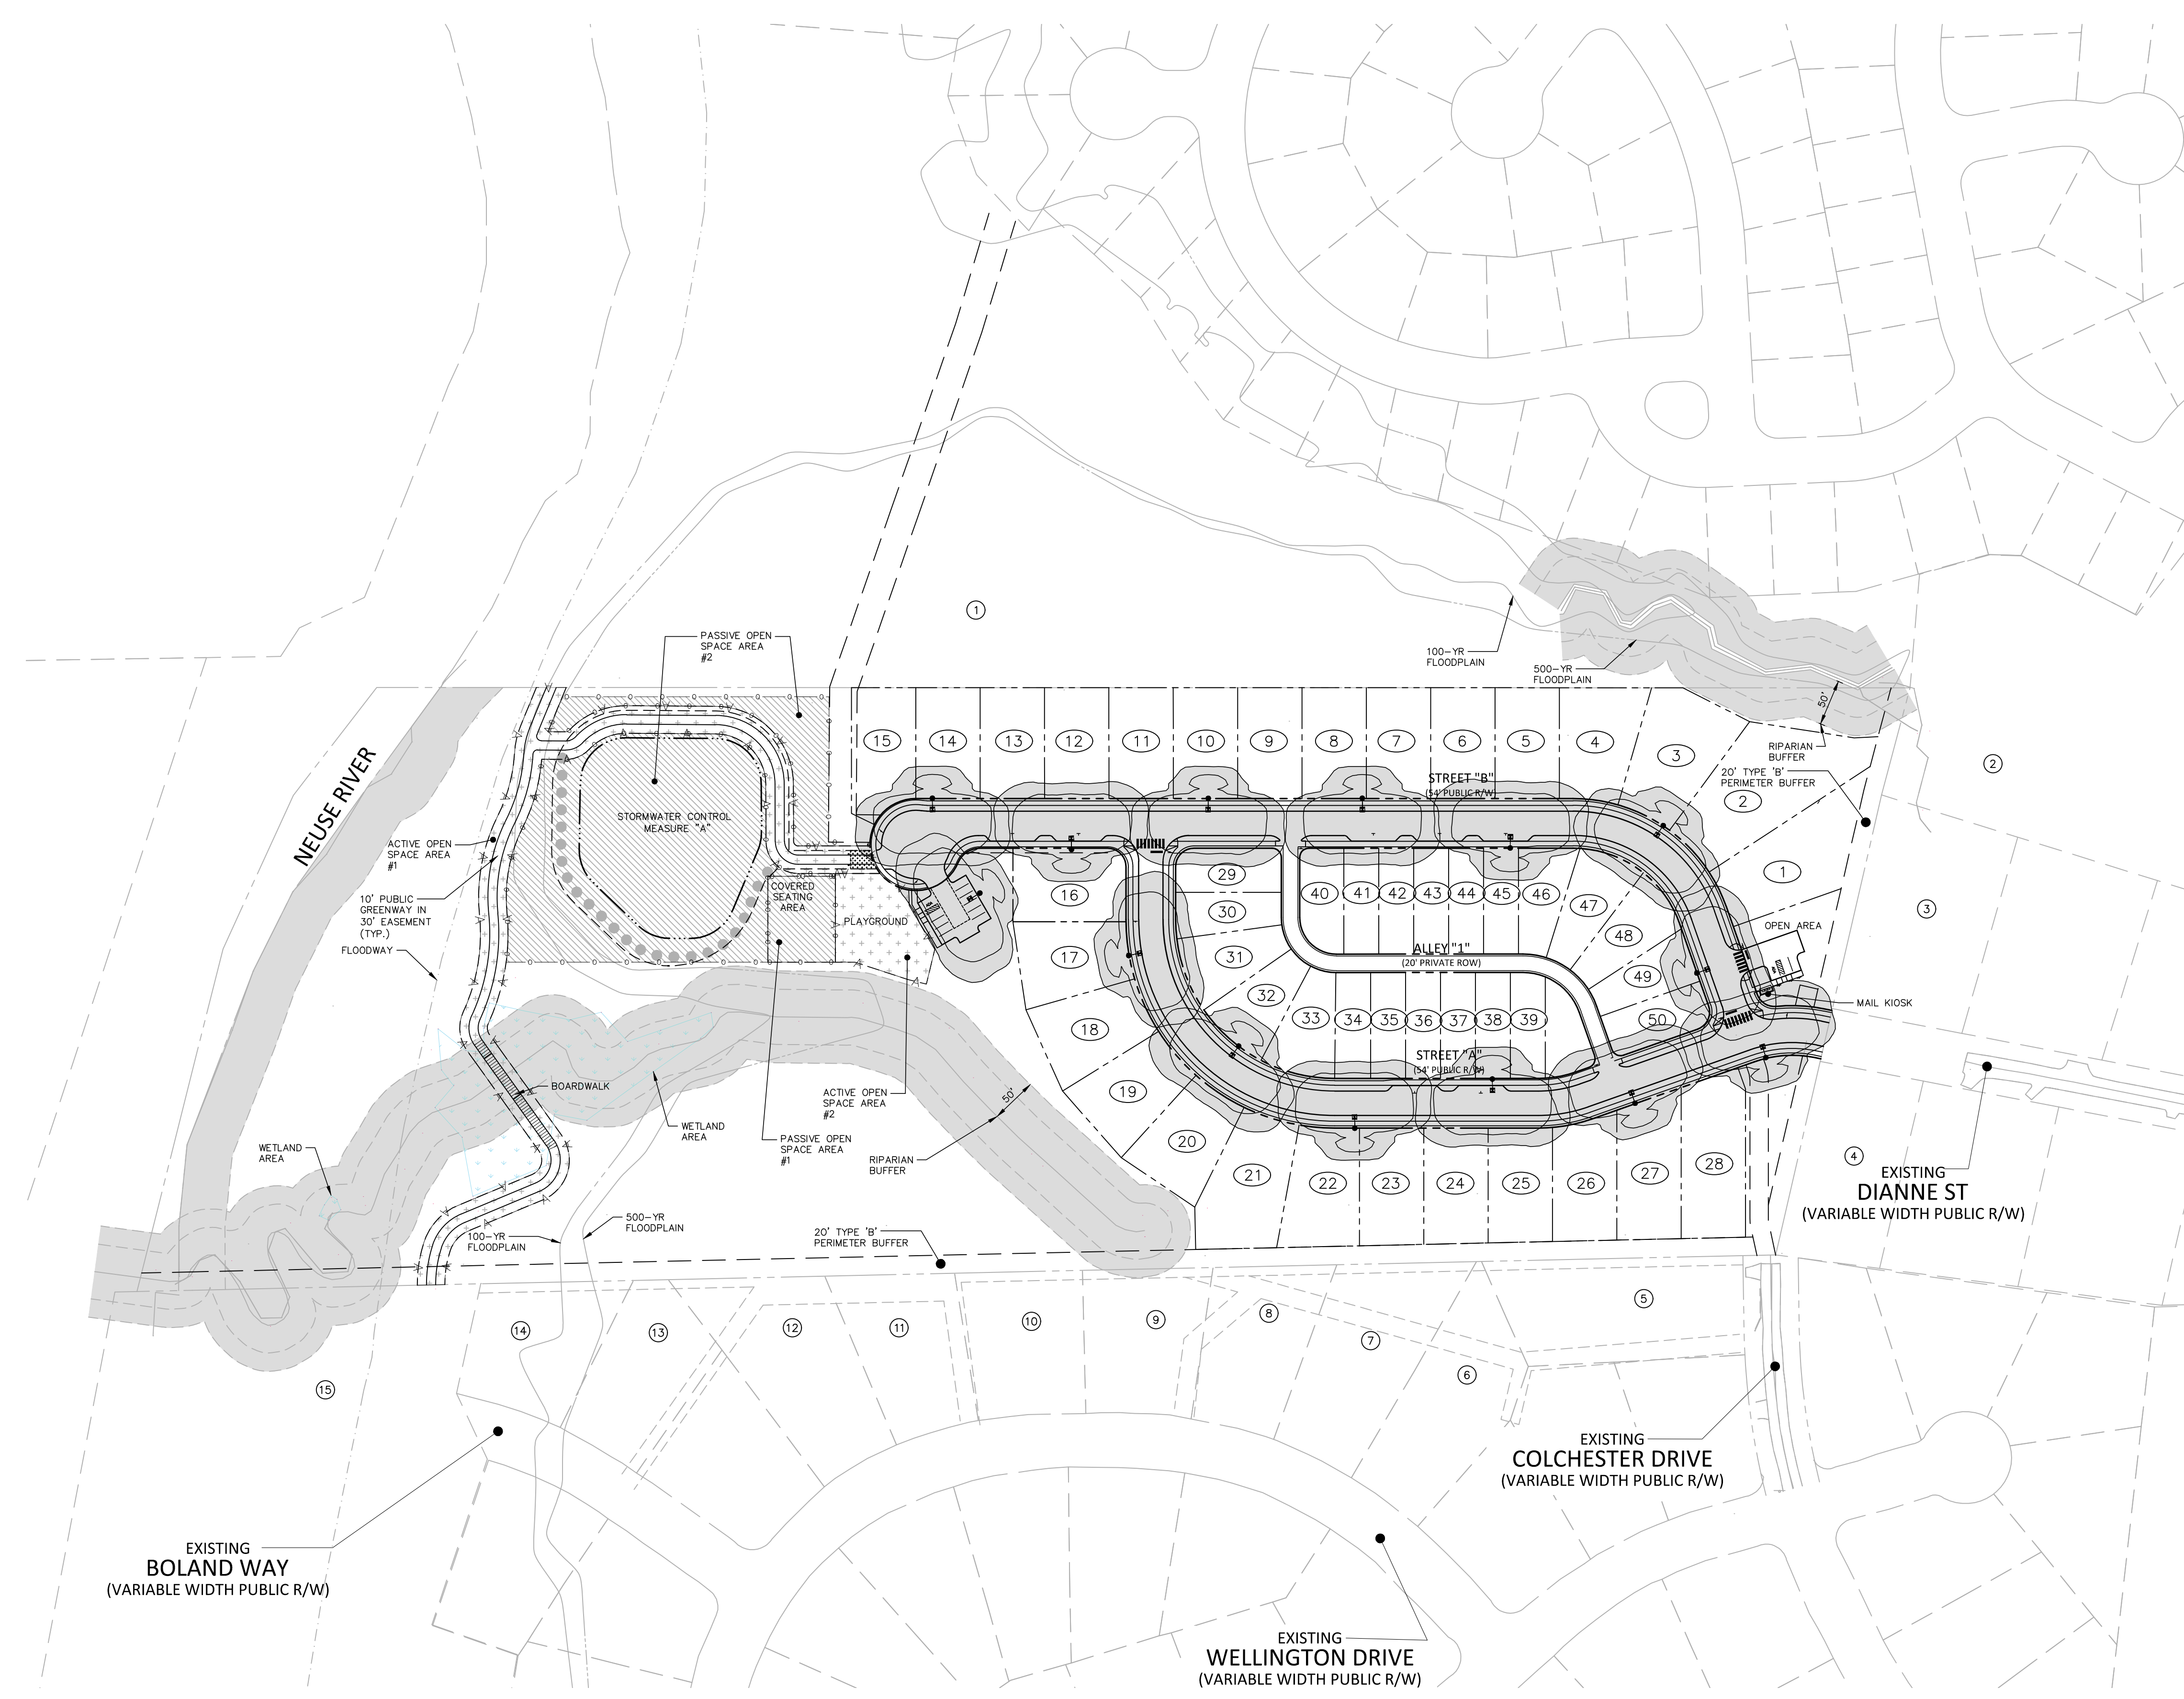 1
100-YR
FLOODPLAIN
500-YR
FLOODPLAIN
50'
RIPARIAN
BUFFER
20' TYPE 'B'
PERIMETER BUFFER
2
PASSIVE OPEN
SPACE AREA
#2
NEUSE RIVER
STORMWATER CONTROL
MEASURE "A"
ACTIVE OPEN
SPACE AREA
#1
10' PUBLIC
GREENWAY IN
30' EASEMENT
(TYP.)
FLOODWAY
COVERED
SEATING
AREA
PLAYGROUND
15
14
13
12
11
10
9
8
7
6
5
4
3
2
1
STREET "B"
(54' PUBLIC R/W)
16
29
40
41
42
43
44
45
46
47
30
48
17
31
ALLEY "1"
(20' PRIVATE ROW)
49
OPEN AREA
3
32
18
33
34
35
36
37
38
39
50
MAIL KIOSK
STREET "A"
(54' PUBLIC R/W)
19
20
21
22
23
24
25
26
27
28
BOARDWALK
WETLAND
AREA
WETLAND
AREA
ACTIVE OPEN
SPACE AREA
#2
PASSIVE OPEN
SPACE AREA
#1
50'
RIPARIAN
BUFFER
100-YR
FLOODPLAIN
500-YR
FLOODPLAIN
20' TYPE 'B'
PERIMETER BUFFER
4
EXISTING
DIANNE ST
(VARIABLE WIDTH PUBLIC R/W)
5
6
7
8
9
10
11
12
13
14
15
EXISTING
COLCHESTER DRIVE
(VARIABLE WIDTH PUBLIC R/W)
EXISTING
BOLAND WAY
(VARIABLE WIDTH PUBLIC R/W)
EXISTING
WELLINGTON DRIVE
(VARIABLE WIDTH PUBLIC R/W)